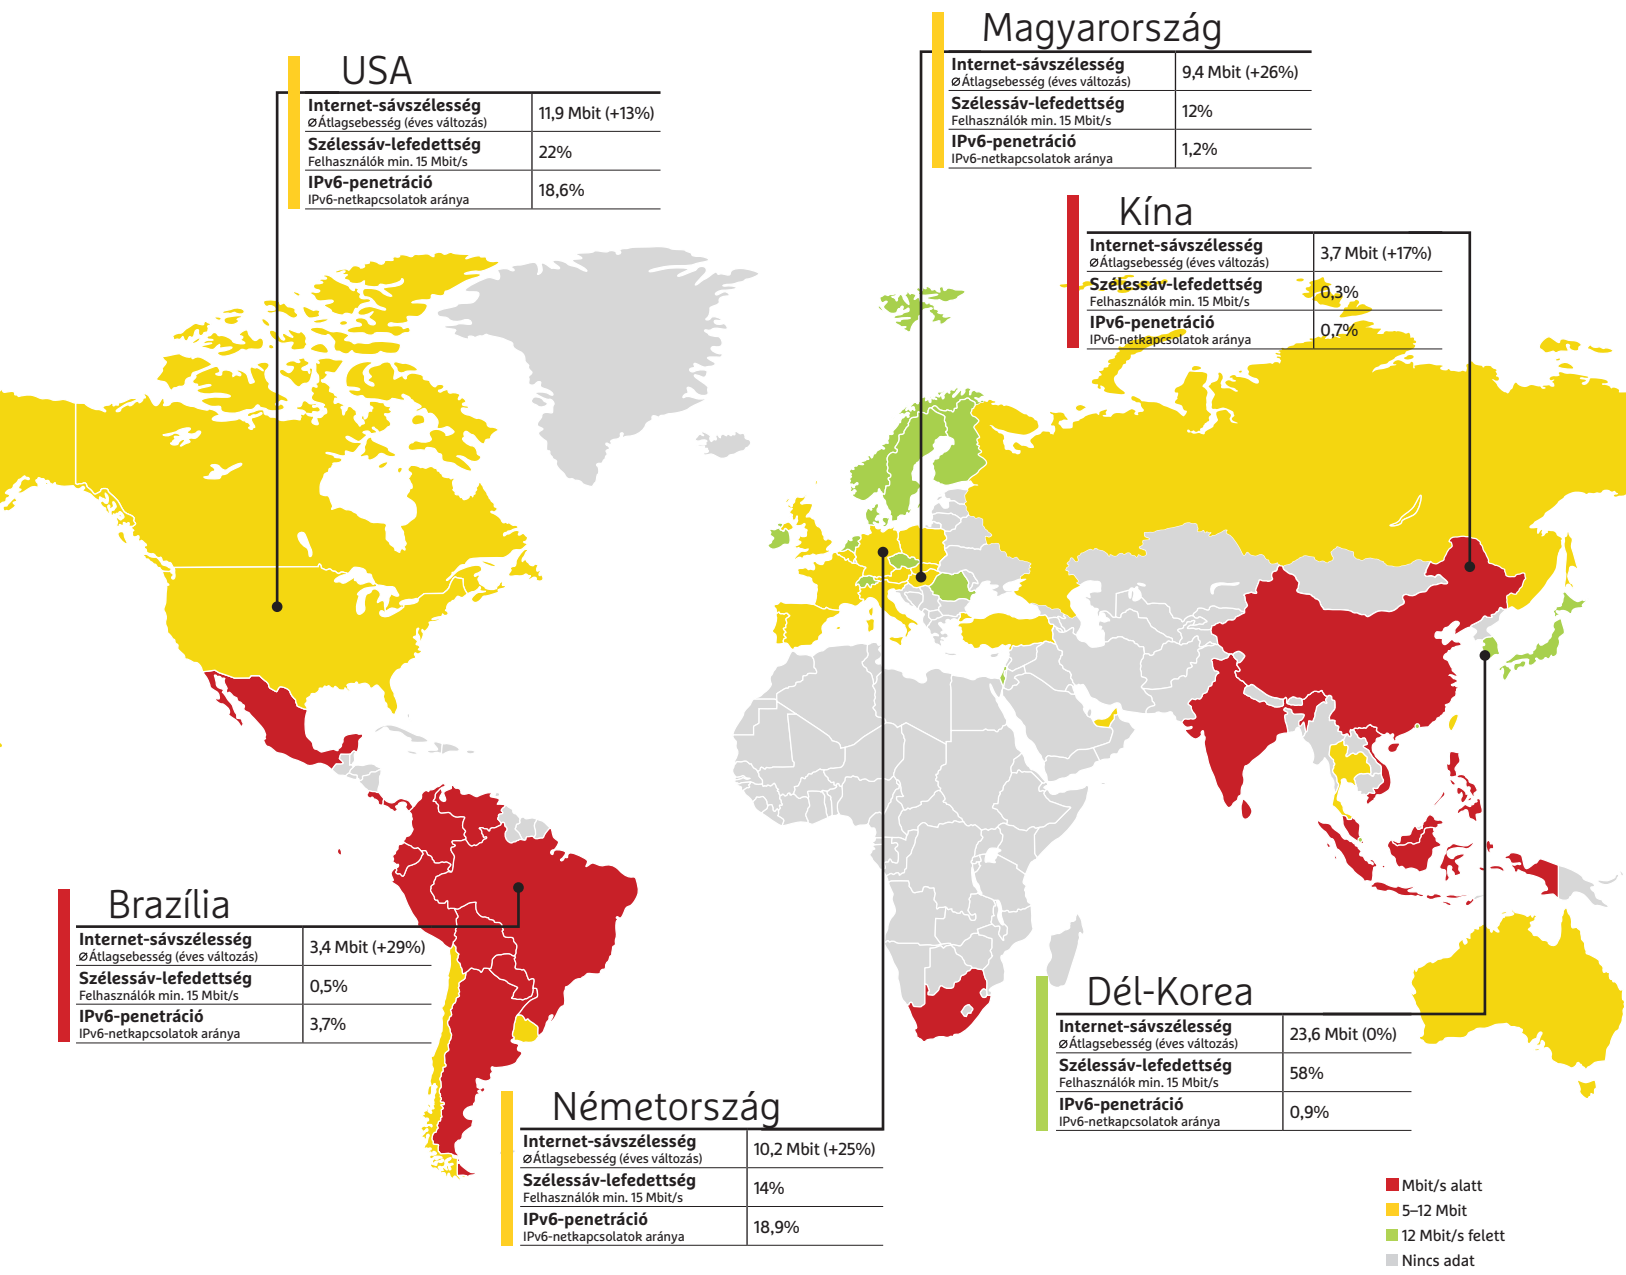 USA
Internet-sávszélesség
⌀Átlagsebesség (éves változás)
11,9 Mbit (+13%)
Szélessáv-lefedettség
Felhasználók min. 15 Mbit/s
22%
IPv6-penetráció
IPv6-netkapcsolatok aránya
18,6%
Magyarország
Internet-sávszélesség
⌀Átlagsebesség (éves változás)
9,4 Mbit (+26%)
Szélessáv-lefedettség
Felhasználók min. 15 Mbit/s
12%
IPv6-penetráció
IPv6-netkapcsolatok aránya
1,2%
Kína
Internet-sávszélesség
⌀Átlagsebesség (éves változás)
3,7 Mbit (+17%)
Szélessáv-lefedettség
Felhasználók min. 15 Mbit/s
0,3%
IPv6-penetráció
IPv6-netkapcsolatok aránya
0,7%
Brazília
Internet-sávszélesség
⌀Átlagsebesség (éves változás)
3,4 Mbit (+29%)
Szélessáv-lefedettség
Felhasználók min. 15 Mbit/s
0,5%
IPv6-penetráció
IPv6-netkapcsolatok aránya
3,7%
Dél-Korea
Internet-sávszélesség
⌀Átlagsebesség (éves változás)
23,6 Mbit (0%)
Szélessáv-lefedettség
Felhasználók min. 15 Mbit/s
58%
IPv6-penetráció
IPv6-netkapcsolatok aránya
0,9%
Németország
Internet-sávszélesség
⌀Átlagsebesség (éves változás)
10,2 Mbit (+25%)
Szélessáv-lefedettség
Felhasználók min. 15 Mbit/s
14%
IPv6-penetráció
IPv6-netkapcsolatok aránya
18,9%
Mbit/s alatt
5–12 Mbit
12 Mbit/s felett
Nincs adat